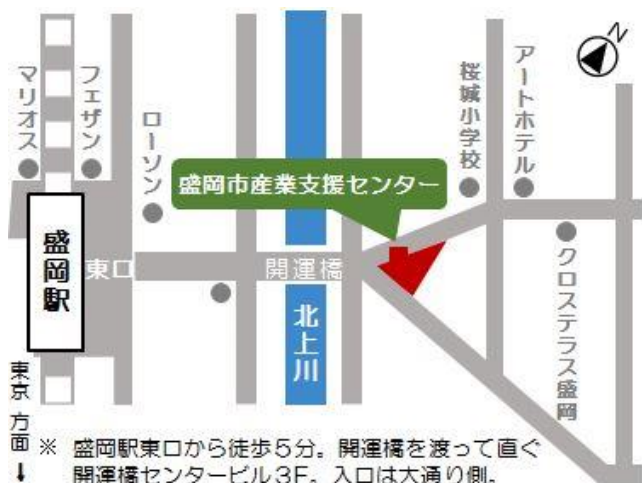 N
マリオス
フェザン
ローソン
桜城小学校
アートホテル
盛岡市産業支援センター
盛岡駅
東口
開運橋
北上川
クロステラス盛岡
東京方面
↓
※ 盛岡駅東口から徒歩5分。開運橋を渡って直ぐ
開運橋センタービル3F。入口は大通り側。